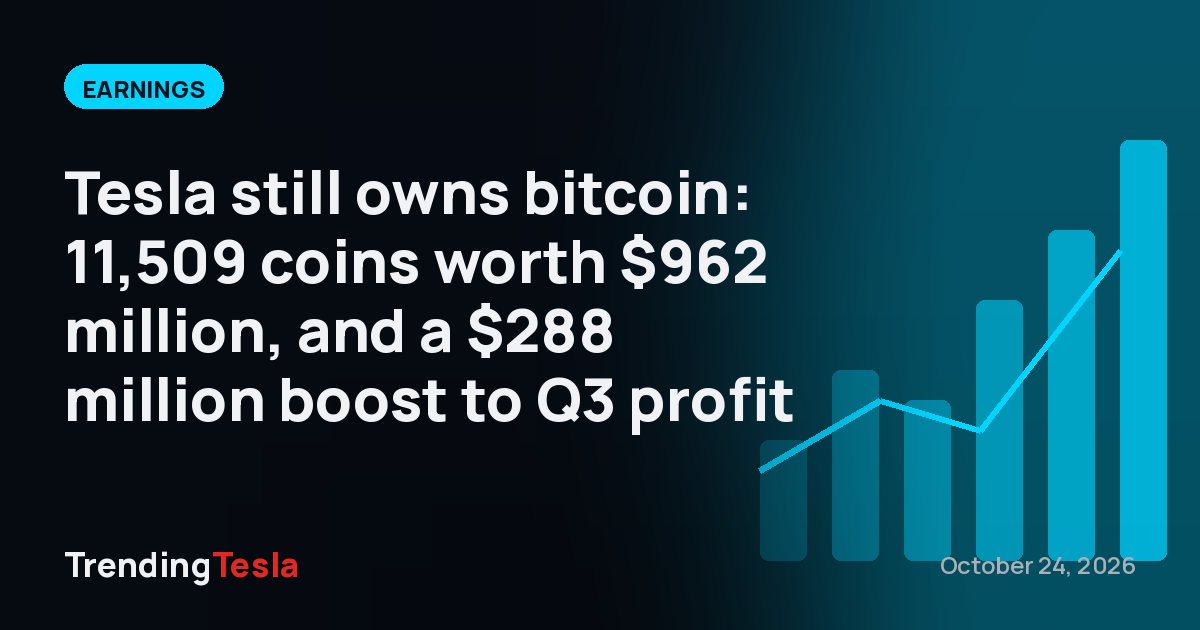 EARNINGS
Tesla still owns bitcoin:
11,509 coins worth $962
million, and a $288
million boost to Q3 profit
TrendingTesla
October 24, 2026